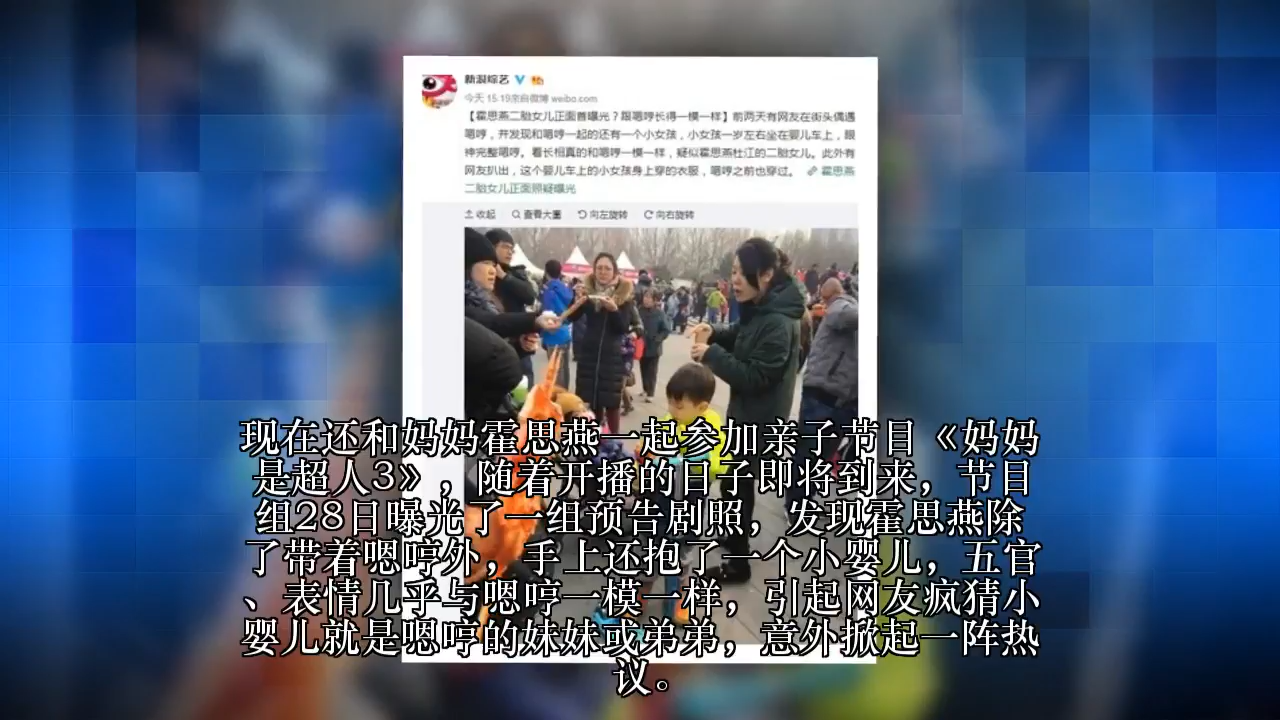 新浪综艺
今天 15:19来自微博 weibo.com
【霍思燕二胎女儿正面首曝光？跟嗯哼长得一模一样】前两天有网友在街头偶遇
嗯哼，并发现和嗯哼一起的还有一个小女孩，小女孩一岁左右坐在婴儿车上，眼
神完整嗯哼。看长相真的和嗯哼一模一样，疑似霍思燕杜江的二胎女儿。此外有
网友扒出，这个婴儿车上的小女孩身上穿的衣服，嗯哼之前也穿过。 霍思燕
二胎女儿正面照疑曝光
收起 查看大图 向左旋转 向右旋转
现在还和妈妈霍思燕一起参加亲子节目《妈妈
是超人3》，随着开播的日子即将到来，节目
组28日曝光了一组预告剧照，发现霍思燕除
了带着嗯哼外，手上还抱了一个小婴儿，五官
、表情几乎与嗯哼一模一样，引起网友疯猜小
婴儿就是嗯哼的妹妹或弟弟，意外掀起一阵热
议。